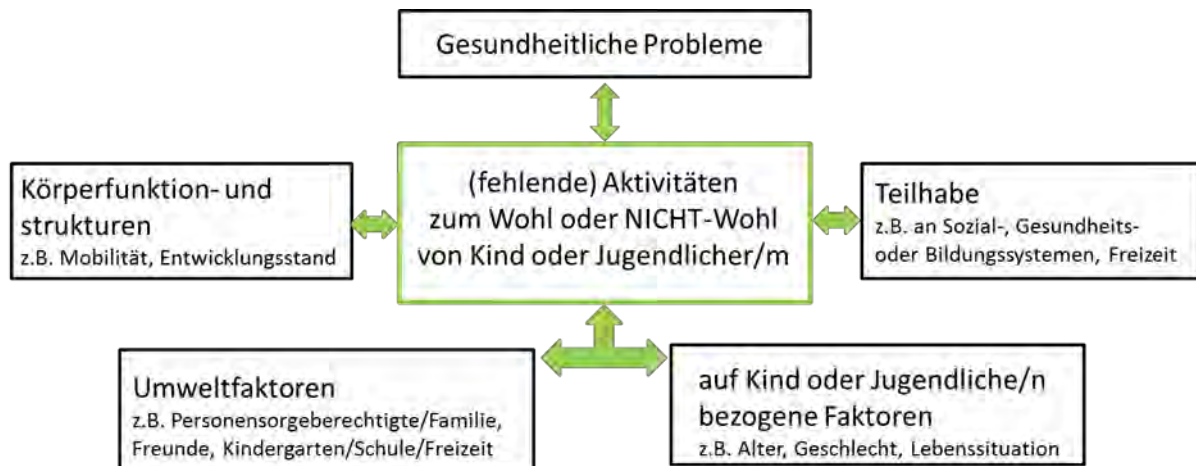 Gesundheitliche Probleme
(fehlende) Aktivitäten
zum Wohl oder NICHT-Wohl
von Kind oder Jugendlicher/m
Körperfunktion- und
strukturen
z.B. Mobilität, Entwicklungsstand
Teilhabe
z.B. an Sozial-, Gesundheits-
oder Bildungssystemen, Freizeit
Umweltfaktoren
z.B. Personensorgeberechtigte/Familie,
Freunde, Kindergarten/Schule/Freizeit
auf Kind oder Jugendliche/n
bezogene Faktoren
z.B. Alter, Geschlecht, Lebenssituation